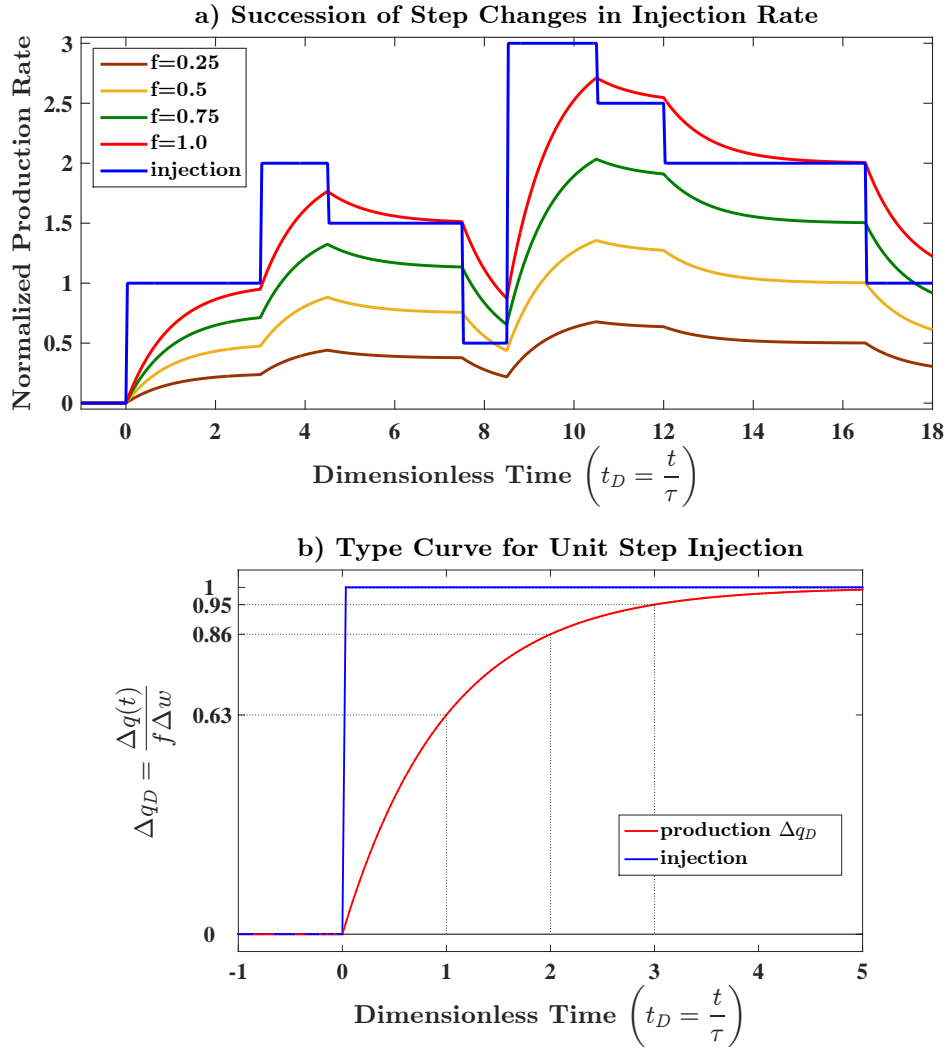 a) Succession of Step Changes in Injection Rate
Normalized Production Rate
3
2.5
2
1.5
1
0.5
0
f=0.25
f=0.5
f=0.75
f=1.0
injection
0 2 4 6 8 10 12 14 16 18
Dimensionless Time (t_D = t/τ)
b) Type Curve for Unit Step Injection
Δq_D = Δq(t)/(f Δw)
1
0.95
0.86
0.63
0
production Δq_D
injection
-1 0 1 2 3 4 5
Dimensionless Time (t_D = t/τ)